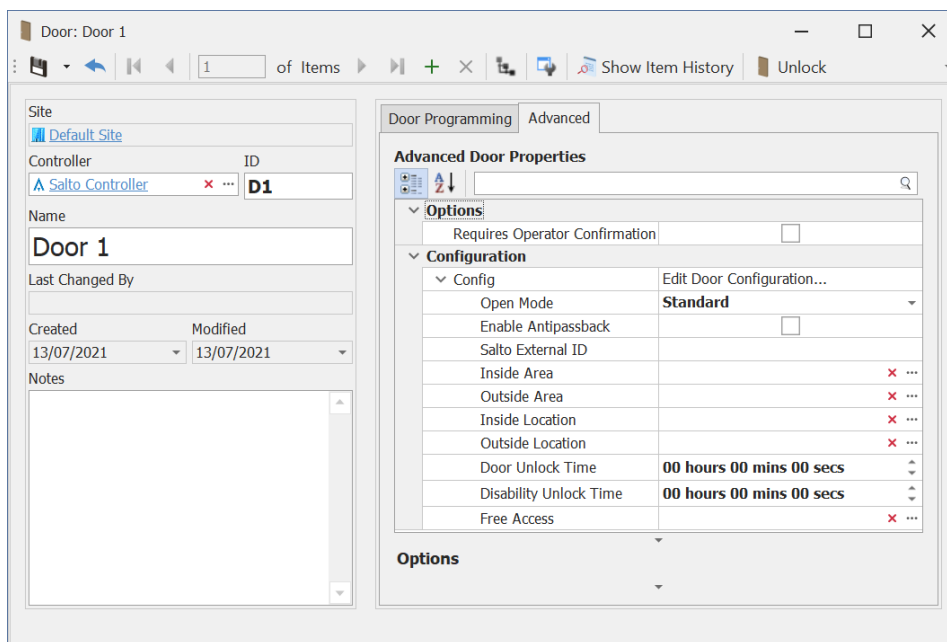 Door: Door 1
1 of Items Show Item History Unlock
Site
Default Site
Controller ID
Salto Controller D1
Name
Door 1
Last Changed By
Created Modified
13/07/2021 13/07/2021
Notes
Door Programming Advanced
Advanced Door Properties
Options
Requires Operator Confirmation
Configuration
Config Edit Door Configuration...
Open Mode Standard
Enable Antipassback
Salto External ID
Inside Area
Outside Area
Inside Location
Outside Location
Door Unlock Time 00 hours 00 mins 00 secs
Disability Unlock Time 00 hours 00 mins 00 secs
Free Access
Options